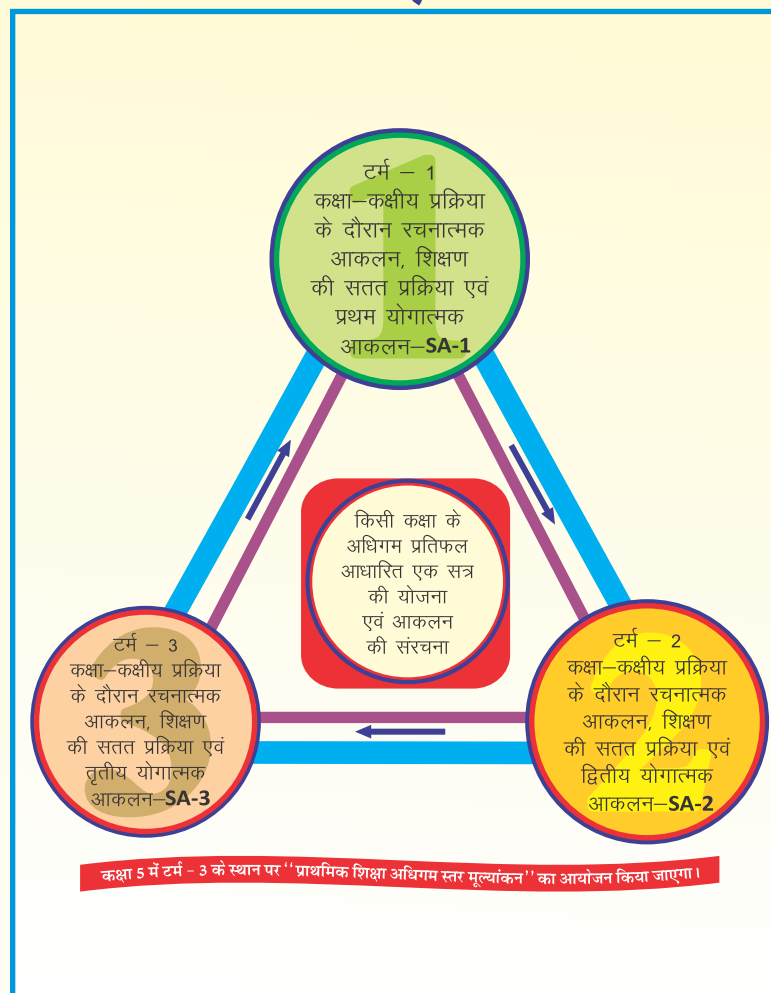 1
टर्म – 1
कक्षा–कक्षीय प्रक्रिया
के दौरान रचनात्मक
आकलन, शिक्षण
की सतत प्रक्रिया एवं
प्रथम योगात्मक
आकलन–SA-1
किसी कक्षा के
अधिगम प्रतिफल
आधारित एक सत्र
की योजना
एवं आकलन
की संरचना
3
टर्म – 3
कक्षा–कक्षीय प्रक्रिया
के दौरान रचनात्मक
आकलन, शिक्षण
की सतत प्रक्रिया एवं
तृतीय योगात्मक
आकलन–SA-3
2
टर्म – 2
कक्षा–कक्षीय प्रक्रिया
के दौरान रचनात्मक
आकलन, शिक्षण
की सतत प्रक्रिया एवं
द्वितीय योगात्मक
आकलन–SA-2
कक्षा 5 में टर्म - 3 के स्थान पर ‘‘प्राथमिक शिक्षा अधिगम स्तर मूल्यांकन’’ का आयोजन किया जाएगा।